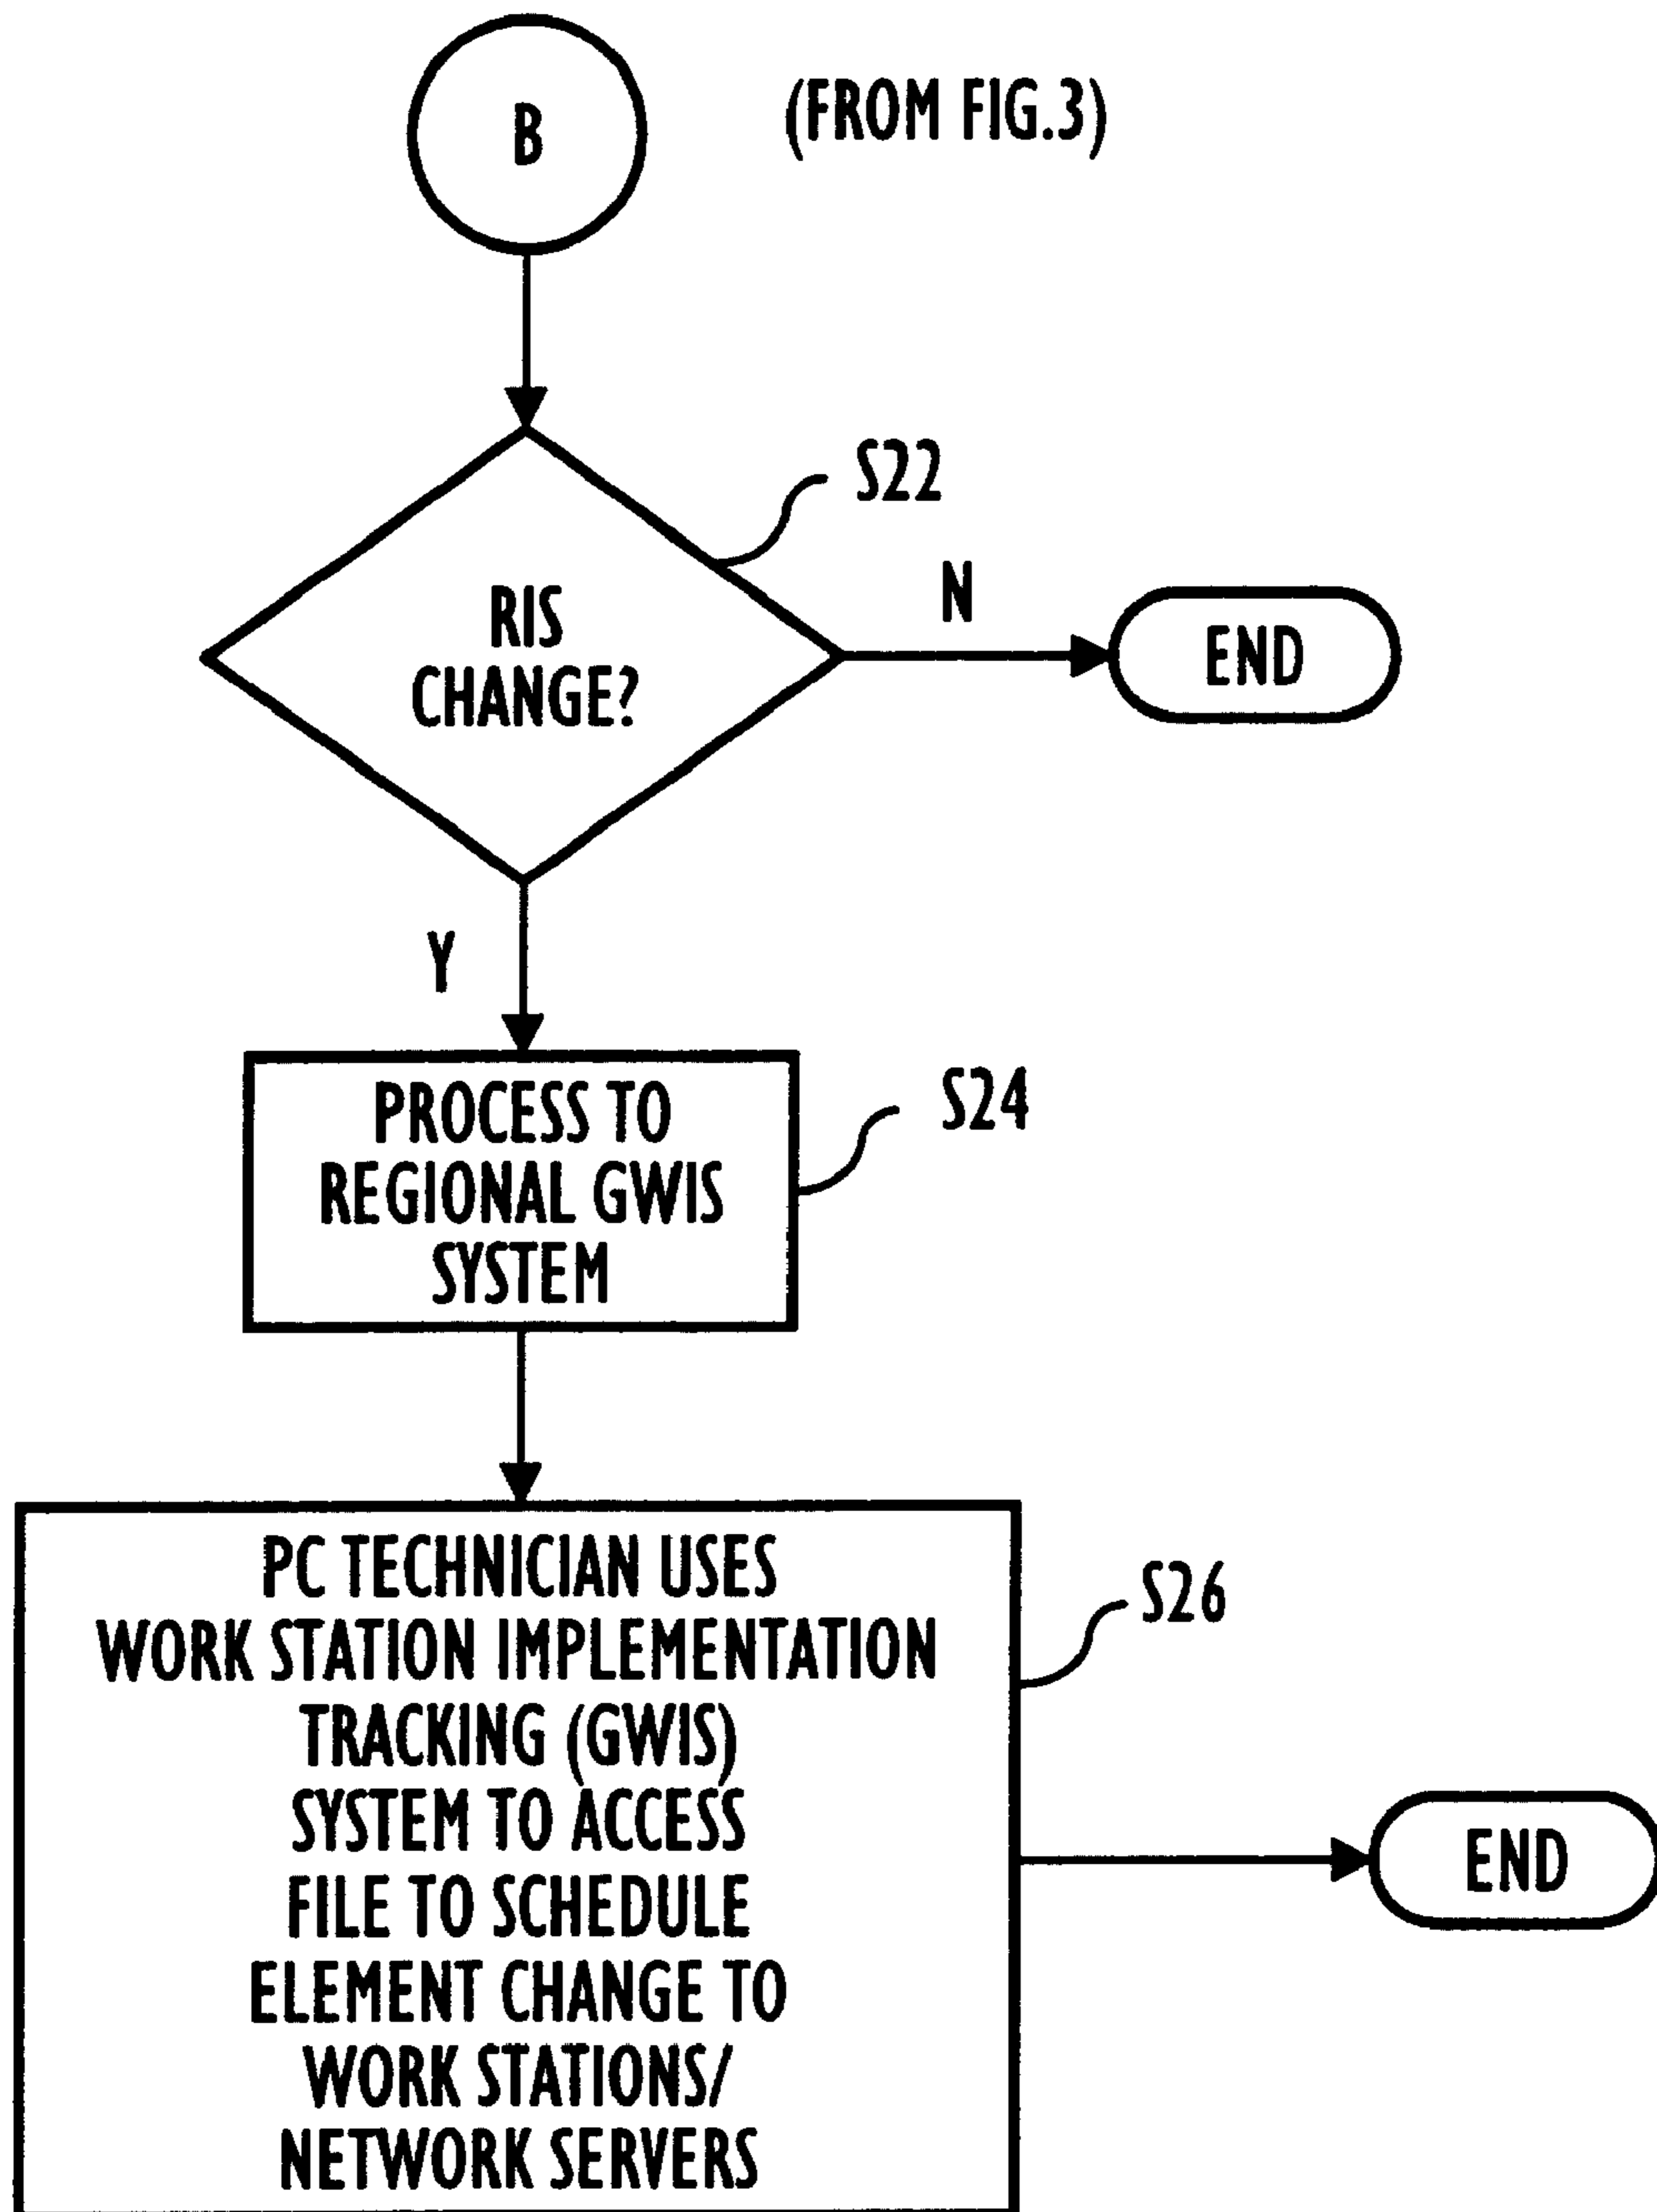 B
(FROM FIG.3)
S22
RIS
CHANGE?
N
END
Y
PROCESS TO
REGIONAL GWIS
SYSTEM
S24
PC TECHNICIAN USES
WORK STATION IMPLEMENTATION
TRACKING (GWIS)
SYSTEM TO ACCESS
FILE TO SCHEDULE
ELEMENT CHANGE TO
WORK STATIONS/
NETWORK SERVERS
S26
END